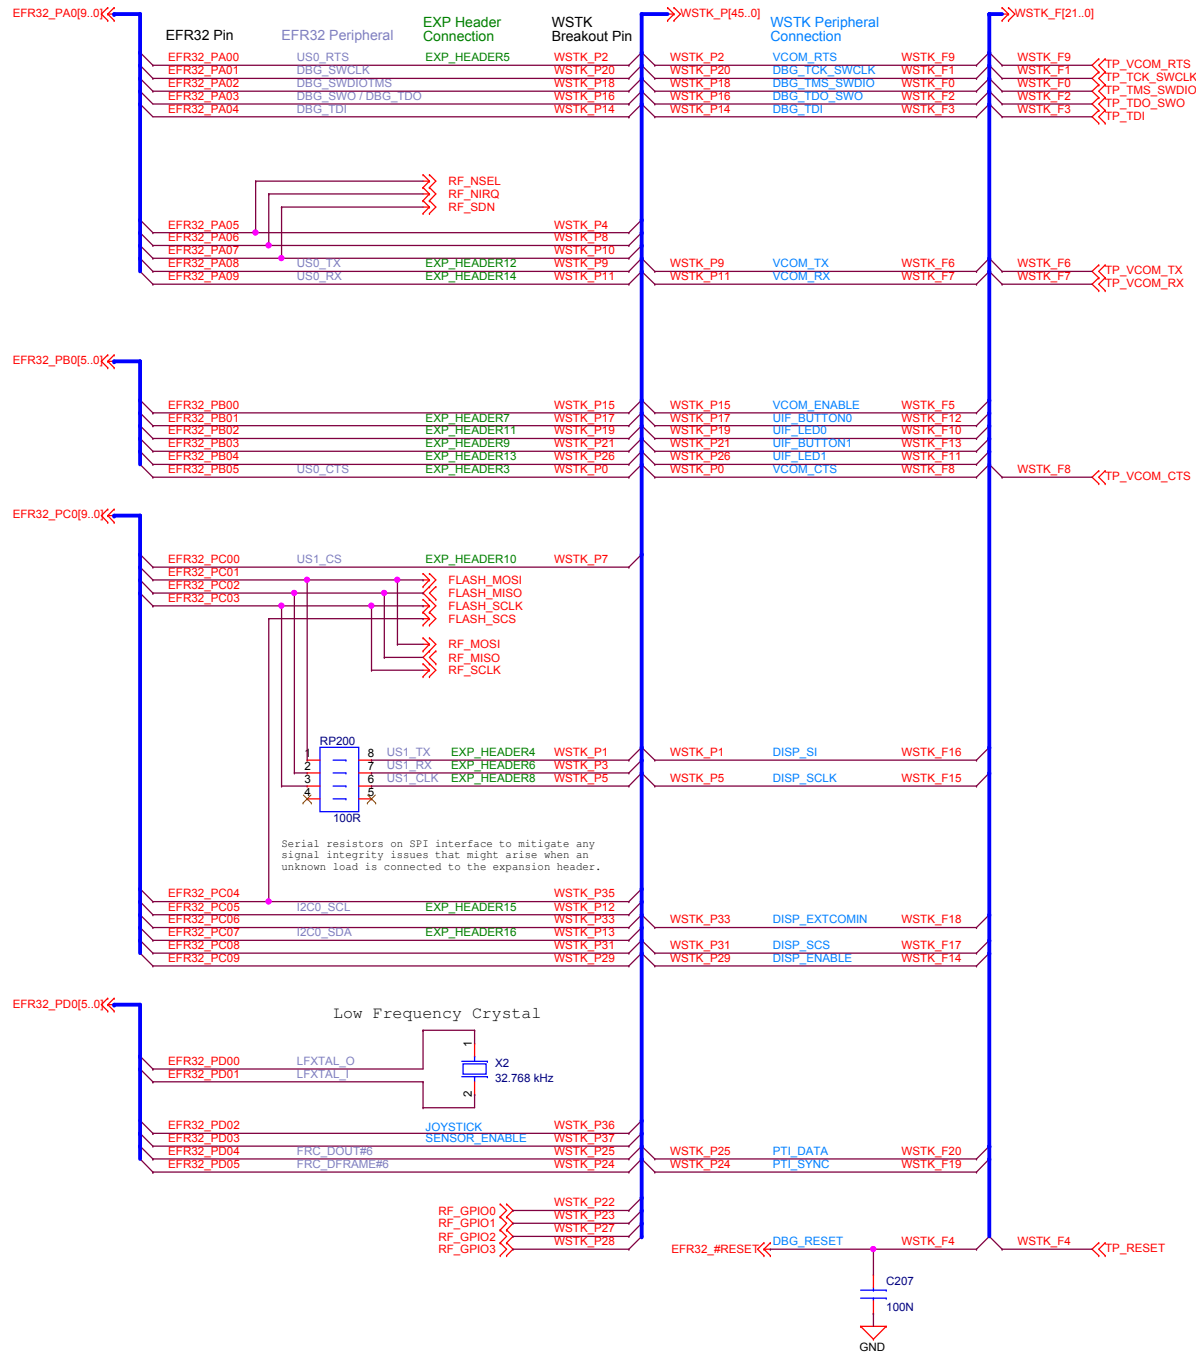 EFR32_PA0[9..0] WSTK_P[45..0] WSTK_F[21..0]
EFR32 Pin EFR32 Peripheral EXP Header Connection WSTK Breakout Pin WSTK Peripheral Connection
EFR32_PA00 US0_RTS EXP_HEADER5 WSTK_P2 WSTK_P2 VCOM_RTS WSTK_F9 WSTK_F9 TP_VCOM_RTS
EFR32_PA01 DBG_SWCLK WSTK_P20 WSTK_P20 DBG_TCK_SWCLK WSTK_F1 WSTK_F1 TP_TCK_SWCLK
EFR32_PA02 DBG_SWDIOTMS WSTK_P18 WSTK_P18 DBG_TMS_SWDIO WSTK_F0 WSTK_F0 TP_TMS_SWDIO
EFR32_PA03 DBG_SWO / DBG_TDO WSTK_P16 WSTK_P16 DBG_TDO_SWO WSTK_F2 WSTK_F2 TP_TDO_SWO
EFR32_PA04 DBG_TDI WSTK_P14 WSTK_P14 DBG_TDI WSTK_F3 WSTK_F3 TP_TDI
RF_NSEL
RF_NIRQ
RF_SDN
EFR32_PA05 WSTK_P4
EFR32_PA06 WSTK_P8
EFR32_PA07 WSTK_P10
EFR32_PA08 US0_TX EXP_HEADER12 WSTK_P9 WSTK_P9 VCOM_TX WSTK_F6 WSTK_F6 TP_VCOM_TX
EFR32_PA09 US0_RX EXP_HEADER14 WSTK_P11 WSTK_P11 VCOM_RX WSTK_F7 WSTK_F7 TP_VCOM_RX
EFR32_PB0[5..0]
EFR32_PB00 WSTK_P15 WSTK_P15 VCOM_ENABLE WSTK_F5
EFR32_PB01 EXP_HEADER7 WSTK_P17 WSTK_P17 UIF_BUTTON0 WSTK_F12
EFR32_PB02 EXP_HEADER11 WSTK_P19 WSTK_P19 UIF_LED0 WSTK_F10
EFR32_PB03 EXP_HEADER9 WSTK_P21 WSTK_P21 UIF_BUTTON1 WSTK_F13
EFR32_PB04 EXP_HEADER13 WSTK_P26 WSTK_P26 UIF_LED1 WSTK_F11
EFR32_PB05 US0_CTS EXP_HEADER3 WSTK_P0 WSTK_P0 VCOM_CTS WSTK_F8 WSTK_F8 TP_VCOM_CTS
EFR32_PC0[9..0]
EFR32_PC00 US1_CS EXP_HEADER10 WSTK_P7
EFR32_PC01 FLASH_MOSI
EFR32_PC02 FLASH_MISO
EFR32_PC03 FLASH_SCLK
FLASH_SCS
RF_MOSI
RF_MISO
RF_SCLK
RP200
1 8 US1_TX EXP_HEADER4 WSTK_P1 WSTK_P1 DISP_SI WSTK_F16
2 7 US1_RX EXP_HEADER6 WSTK_P3
3 6 US1_CLK EXP_HEADER8 WSTK_P5 WSTK_P5 DISP_SCLK WSTK_F15
4 5
100R
Serial resistors on SPI interface to mitigate any
signal integrity issues that might arise when an
unknown load is connected to the expansion header.
EFR32_PC04 WSTK_P35
EFR32_PC05 I2C0_SCL EXP_HEADER15 WSTK_P12
EFR32_PC06 WSTK_P33 WSTK_P33 DISP_EXTCOMIN WSTK_F18
EFR32_PC07 I2C0_SDA EXP_HEADER16 WSTK_P13
EFR32_PC08 WSTK_P31 WSTK_P31 DISP_SCS WSTK_F17
EFR32_PC09 WSTK_P29 WSTK_P29 DISP_ENABLE WSTK_F14
EFR32_PD0[5..0]
Low Frequency Crystal
1
EFR32_PD00 LFXTAL_O X2
EFR32_PD01 LFXTAL_I 32.768 kHz
2
EFR32_PD02 JOYSTICK WSTK_P36
EFR32_PD03 SENSOR_ENABLE WSTK_P37
EFR32_PD04 FRC_DOUT#6 WSTK_P25 WSTK_P25 PTI_DATA WSTK_F20
EFR32_PD05 FRC_DFRAME#6 WSTK_P24 WSTK_P24 PTI_SYNC WSTK_F19
RF_GPIO0 WSTK_P22
RF_GPIO1 WSTK_P23
RF_GPIO2 WSTK_P27
RF_GPIO3 WSTK_P28
EFR32_#RESET DBG_RESET WSTK_F4 WSTK_F4 TP_RESET
C207
100N
GND